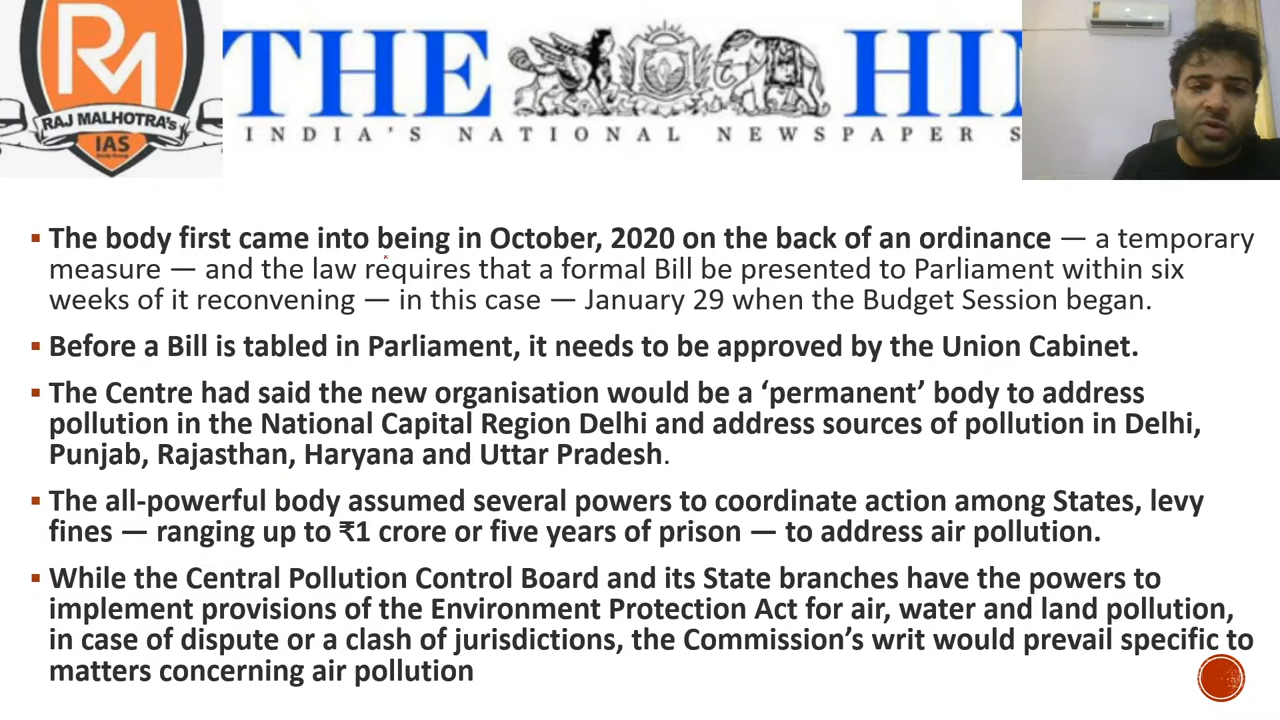 RM
RAJ MALHOTRA's
IAS
THE HI
INDIA'S NATIONAL NEWSPAPER S
▪ The body first came into being in October, 2020 on the back of an ordinance — a temporary
measure — and the law requires that a formal Bill be presented to Parliament within six
weeks of it reconvening — in this case — January 29 when the Budget Session began.
▪ Before a Bill is tabled in Parliament, it needs to be approved by the Union Cabinet.
▪ The Centre had said the new organisation would be a ‘permanent’ body to address
pollution in the National Capital Region Delhi and address sources of pollution in Delhi,
Punjab, Rajasthan, Haryana and Uttar Pradesh.
▪ The all-powerful body assumed several powers to coordinate action among States, levy
fines — ranging up to ₹1 crore or five years of prison — to address air pollution.
▪ While the Central Pollution Control Board and its State branches have the powers to
implement provisions of the Environment Protection Act for air, water and land pollution,
in case of dispute or a clash of jurisdictions, the Commission’s writ would prevail specific to
matters concerning air pollution